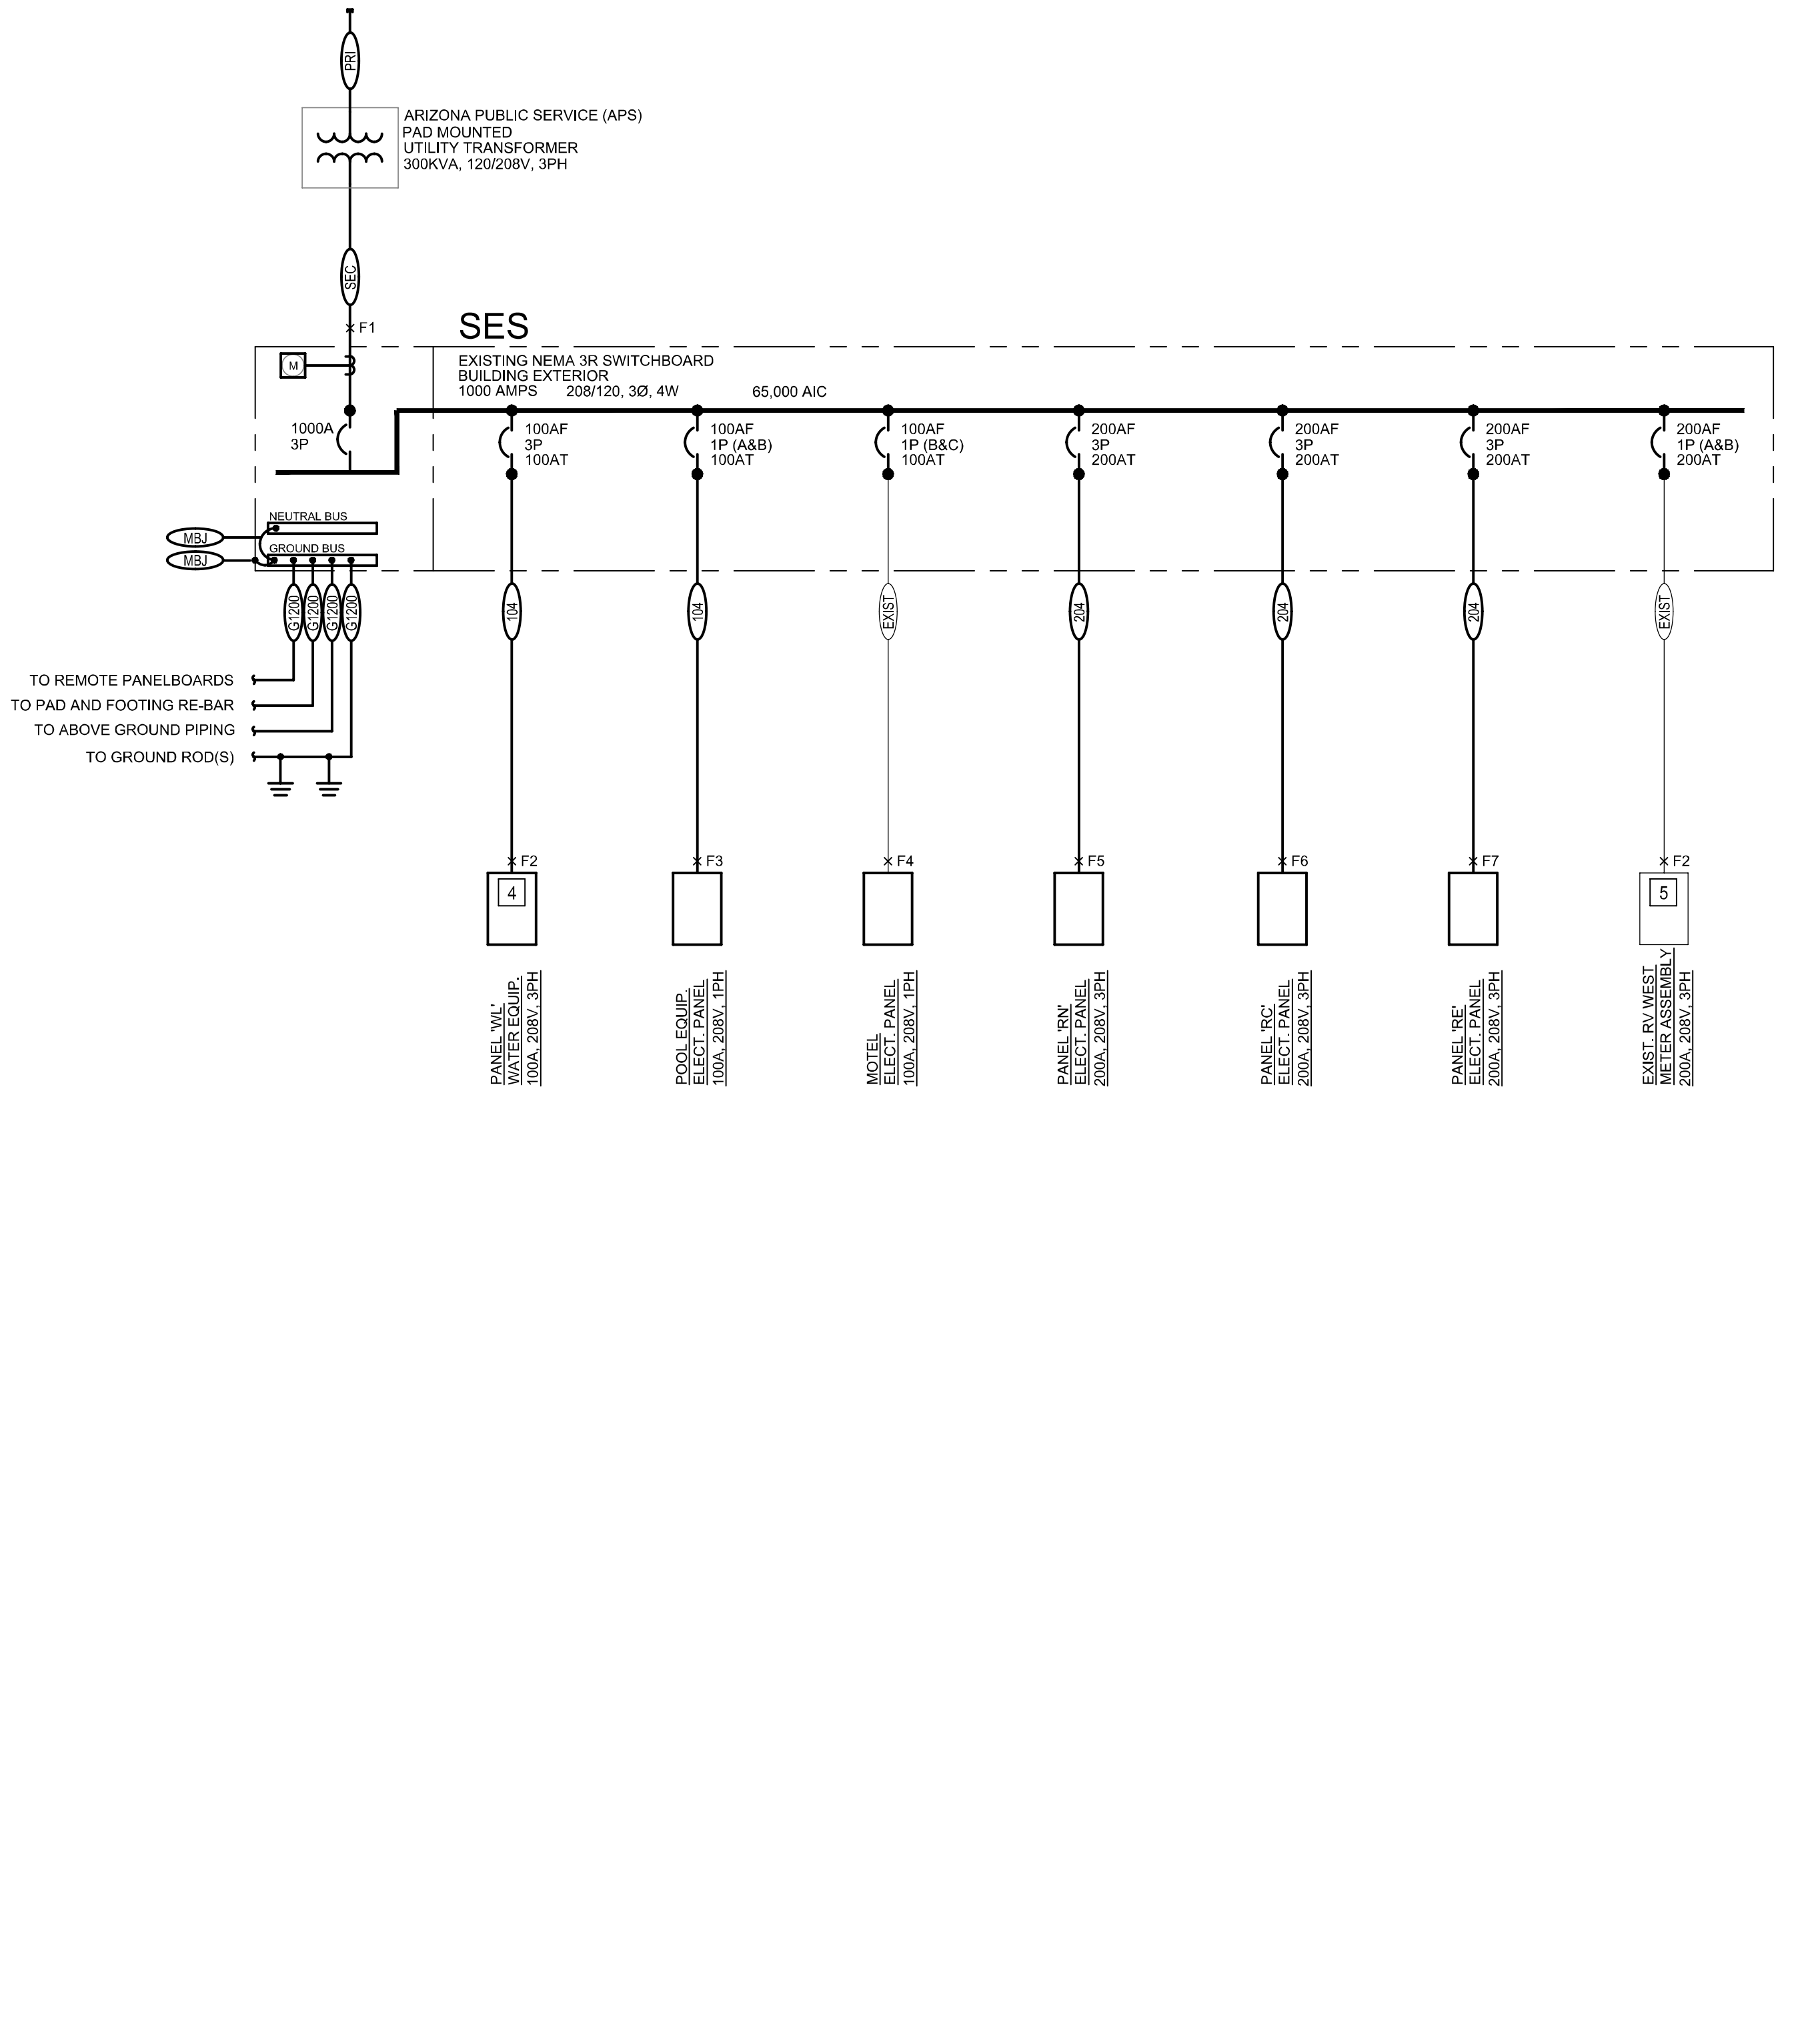 PRI
ARIZONA PUBLIC SERVICE (APS)
PAD MOUNTED
UTILITY TRANSFORMER
300KVA, 120/208V, 3PH
SEC
F1
SES
M
EXISTING NEMA 3R SWITCHBOARD
BUILDING EXTERIOR
1000 AMPS 208/120, 3Ø, 4W 65,000 AIC
1000A
3P
100AF
3P
100AT
100AF
1P (A&B)
100AT
100AF
1P (B&C)
100AT
200AF
3P
200AT
200AF
3P
200AT
200AF
3P
200AT
200AF
1P (A&B)
200AT
NEUTRAL BUS
MBJ
GROUND BUS
MBJ
G1200
G1200
G1200
G1200
104
104
EXIST
204
204
204
EXIST
TO REMOTE PANELBOARDS
TO PAD AND FOOTING RE-BAR
TO ABOVE GROUND PIPING
TO GROUND ROD(S)
F2
F3
F4
F5
F6
F7
F2
4
5
PANEL 'WL'
WATER EQUIP.
100A, 208V, 3PH
POOL EQUIP.
ELECT. PANEL
100A, 208V, 1PH
MOTEL
ELECT. PANEL
100A, 208V, 1PH
PANEL 'RN'
ELECT. PANEL
200A, 208V, 3PH
PANEL 'RC'
ELECT. PANEL
200A, 208V, 3PH
PANEL 'RE'
ELECT. PANEL
200A, 208V, 3PH
EXIST. RV WEST
METER ASSEMBLY
200A, 208V, 3PH